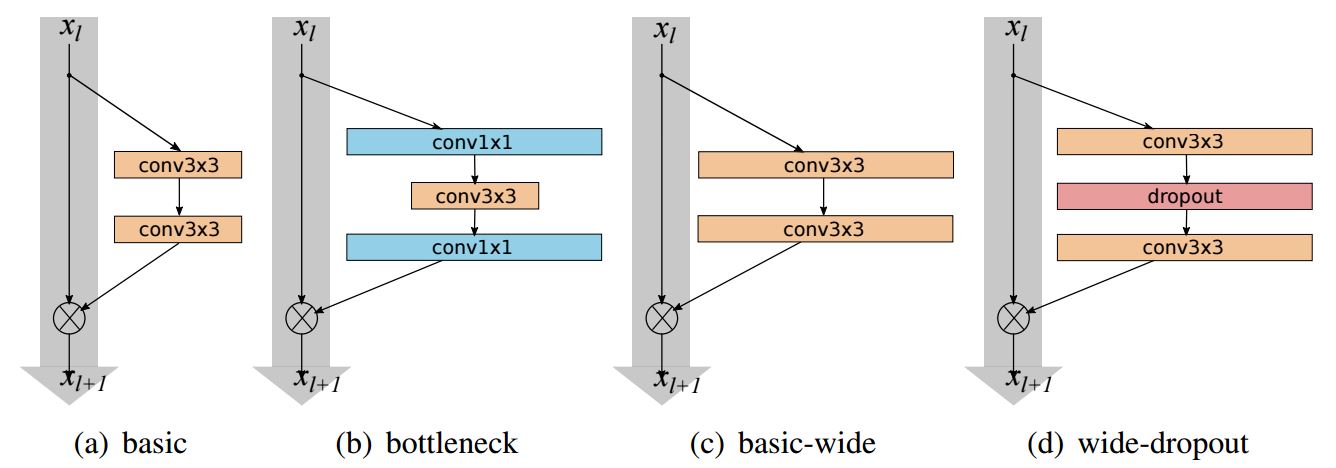 x_l x_l x_l x_l
conv3x3 conv1x1 conv3x3 conv3x3
conv3x3 conv3x3 conv3x3 dropout
conv1x1 conv3x3
x_{l+1} x_{l+1} x_{l+1} x_{l+1}
(a) basic (b) bottleneck (c) basic-wide (d) wide-dropout